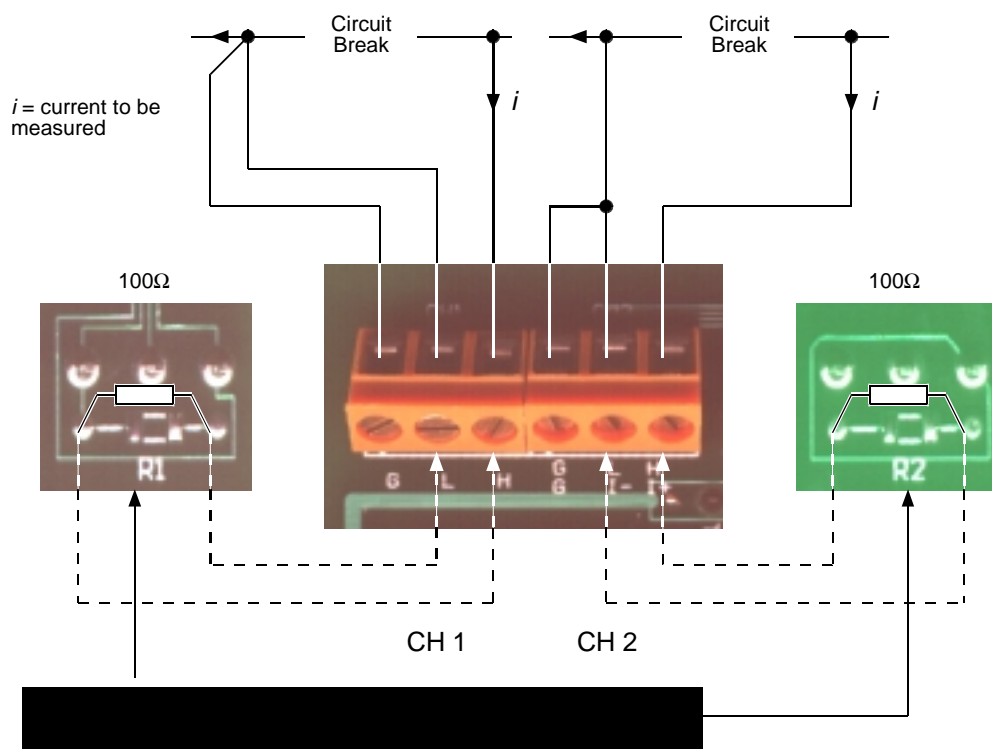 Circuit
Break
Circuit
Break
i = current to be
measured
i
i
100Ω
100Ω
R1
G L H
G H
G I- I+
R2
CH 1 CH 2